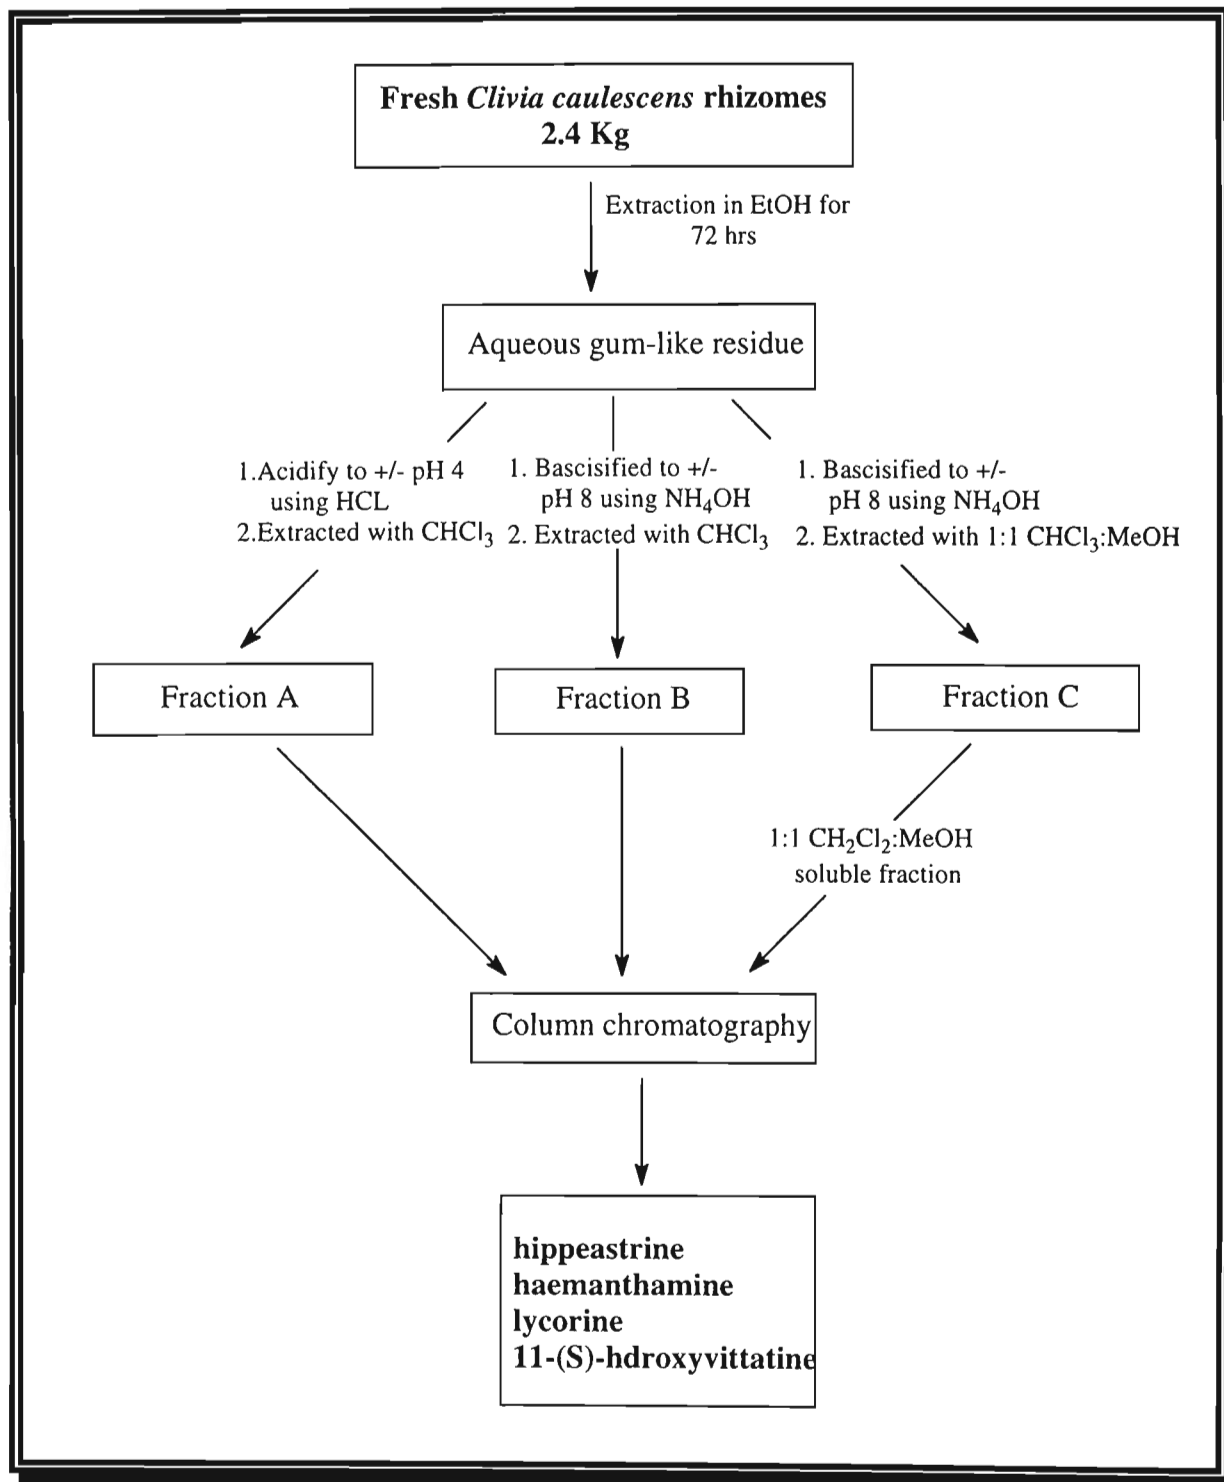 Fresh Clivia caulescens rhizomes
2.4 Kg
Extraction in EtOH for
72 hrs
Aqueous gum-like residue
1.Acidify to +/- pH 4
using HCL
2.Extracted with CHCl₃
1. Bascisified to +/-
pH 8 using NH₄OH
2. Extracted with CHCl₃
1. Bascisified to +/-
pH 8 using NH₄OH
2. Extracted with 1:1 CHCl₃:MeOH
Fraction A
Fraction B
Fraction C
1:1 CH₂Cl₂:MeOH
soluble fraction
Column chromatography
hippeastrine
haemanthamine
lycorine
11-(S)-hdroxyvittatine